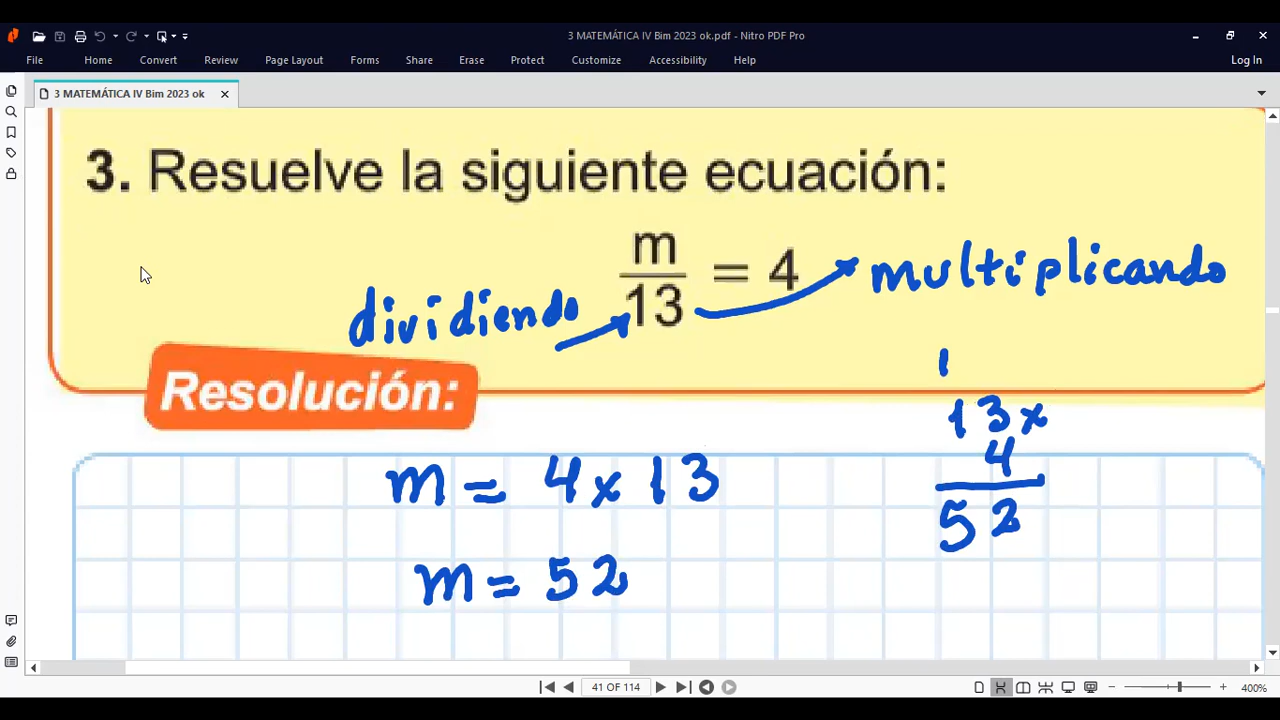 3 MATEMÁTICA IV Bim 2023 ok.pdf - Nitro PDF Pro
File Home Convert Review Page Layout Forms Share Erase Protect Customize Accessibility Help Log In
3 MATEMÁTICA IV Bim 2023 ok
3. Resuelve la siguiente ecuación:
m/13 = 4
dividiendo
multiplicando
Resolución:
1
13x
4
52
m = 4 x 13
m = 52
41 OF 114
400%